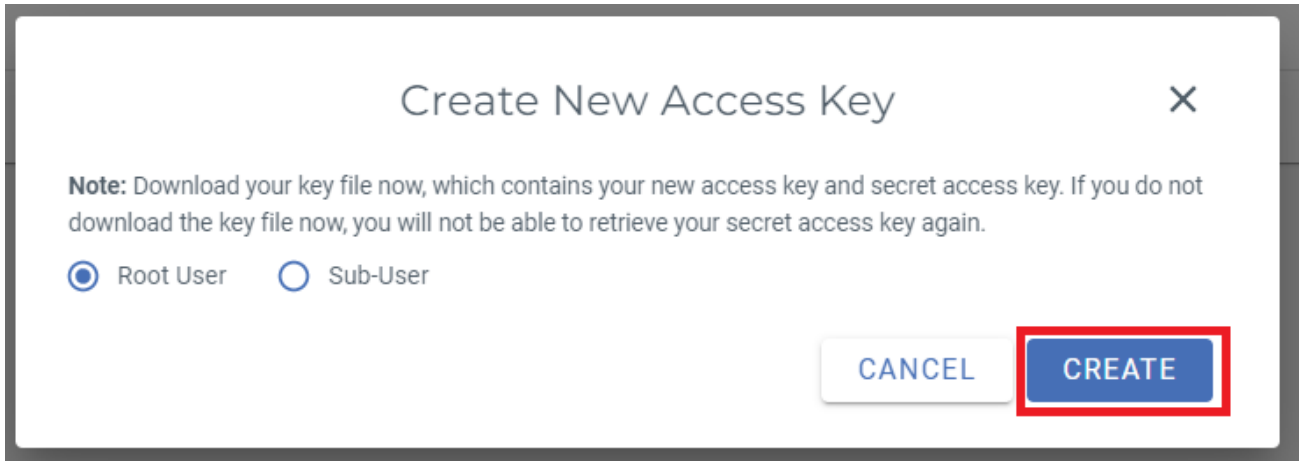 Create New Access Key
Note: Download your key file now, which contains your new access key and secret access key. If you do not
download the key file now, you will not be able to retrieve your secret access key again.
Root User Sub-User
CANCEL CREATE